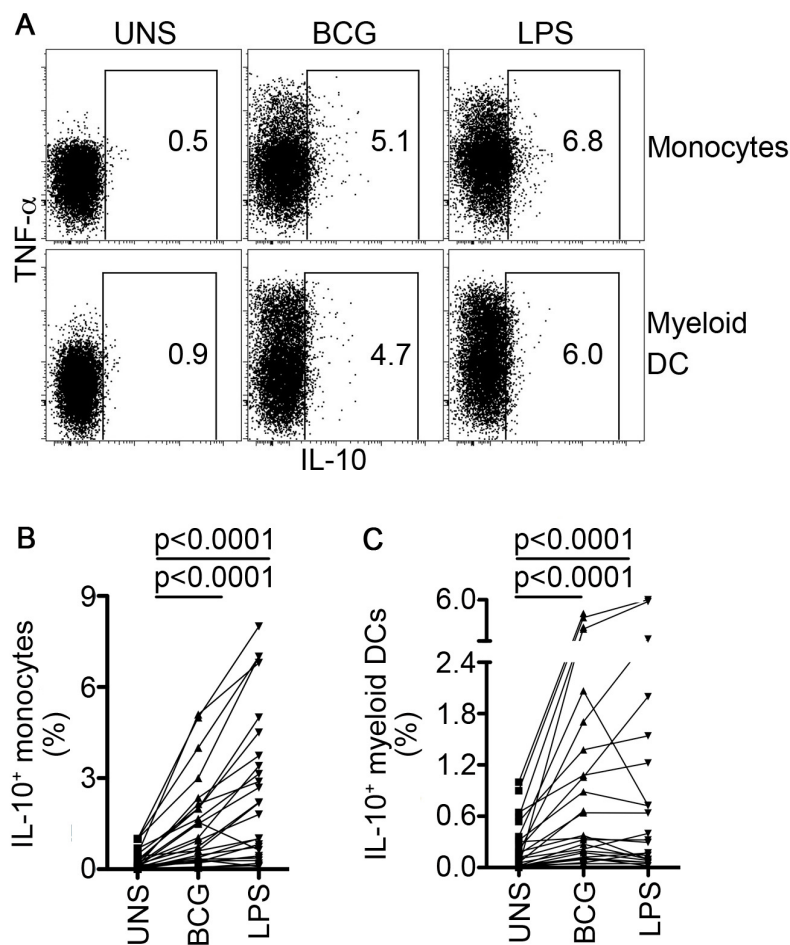 A
UNS BCG LPS
0.5 5.1 6.8 Monocytes
TNF-α
0.9 4.7 6.0 Myeloid
DC
IL-10
B
p<0.0001
p<0.0001
9
6
3
0
IL-10⁺ monocytes
(%)
UNS BCG LPS
C
p<0.0001
p<0.0001
6.0
2.4
1.8
1.2
0.6
0.0
IL-10⁺ myeloid DCs
(%)
UNS BCG LPS